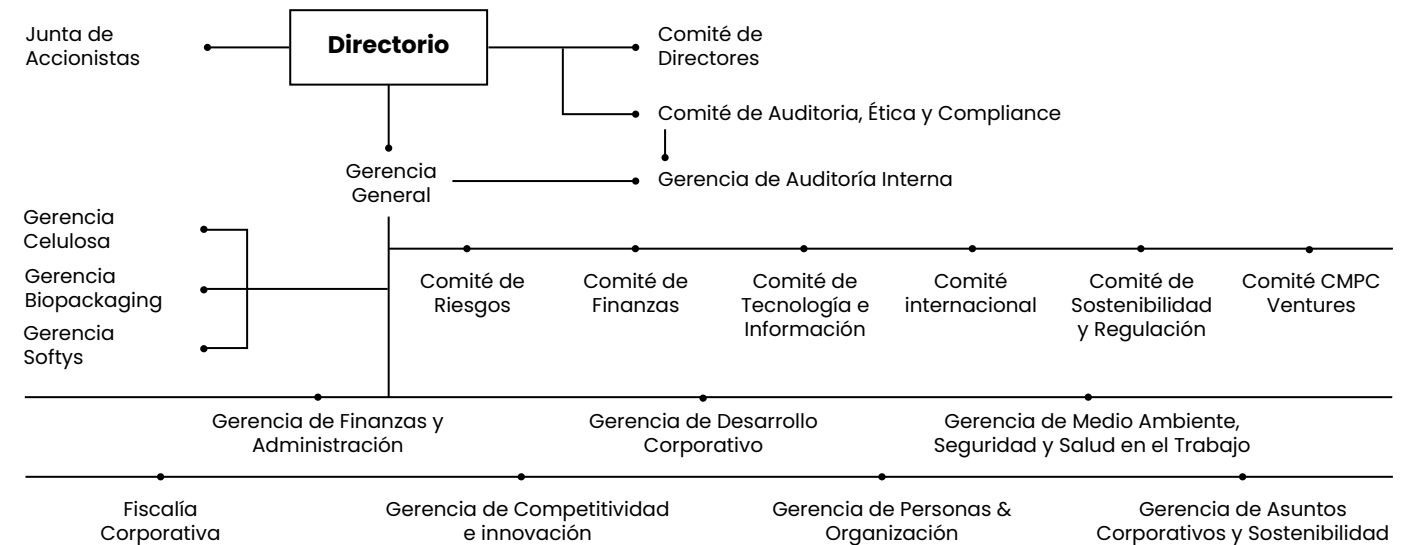 Junta de
Accionistas
Directorio
Comité de
Directores
Comité de Auditoria, Ética y Compliance
Gerencia
General
Gerencia de Auditoría Interna
Gerencia
Celulosa
Gerencia
Biopackaging
Gerencia
Softys
Comité de
Riesgos
Comité de
Finanzas
Comité de
Tecnología e
Información
Comité
internacional
Comité de
Sostenibilidad
y Regulación
Comité CMPC
Ventures
Gerencia de Finanzas y
Administración
Gerencia de Desarrollo
Corporativo
Gerencia de Medio Ambiente,
Seguridad y Salud en el Trabajo
Fiscalía
Corporativa
Gerencia de Competitividad
e innovación
Gerencia de Personas &
Organización
Gerencia de Asuntos
Corporativos y Sostenibilidad